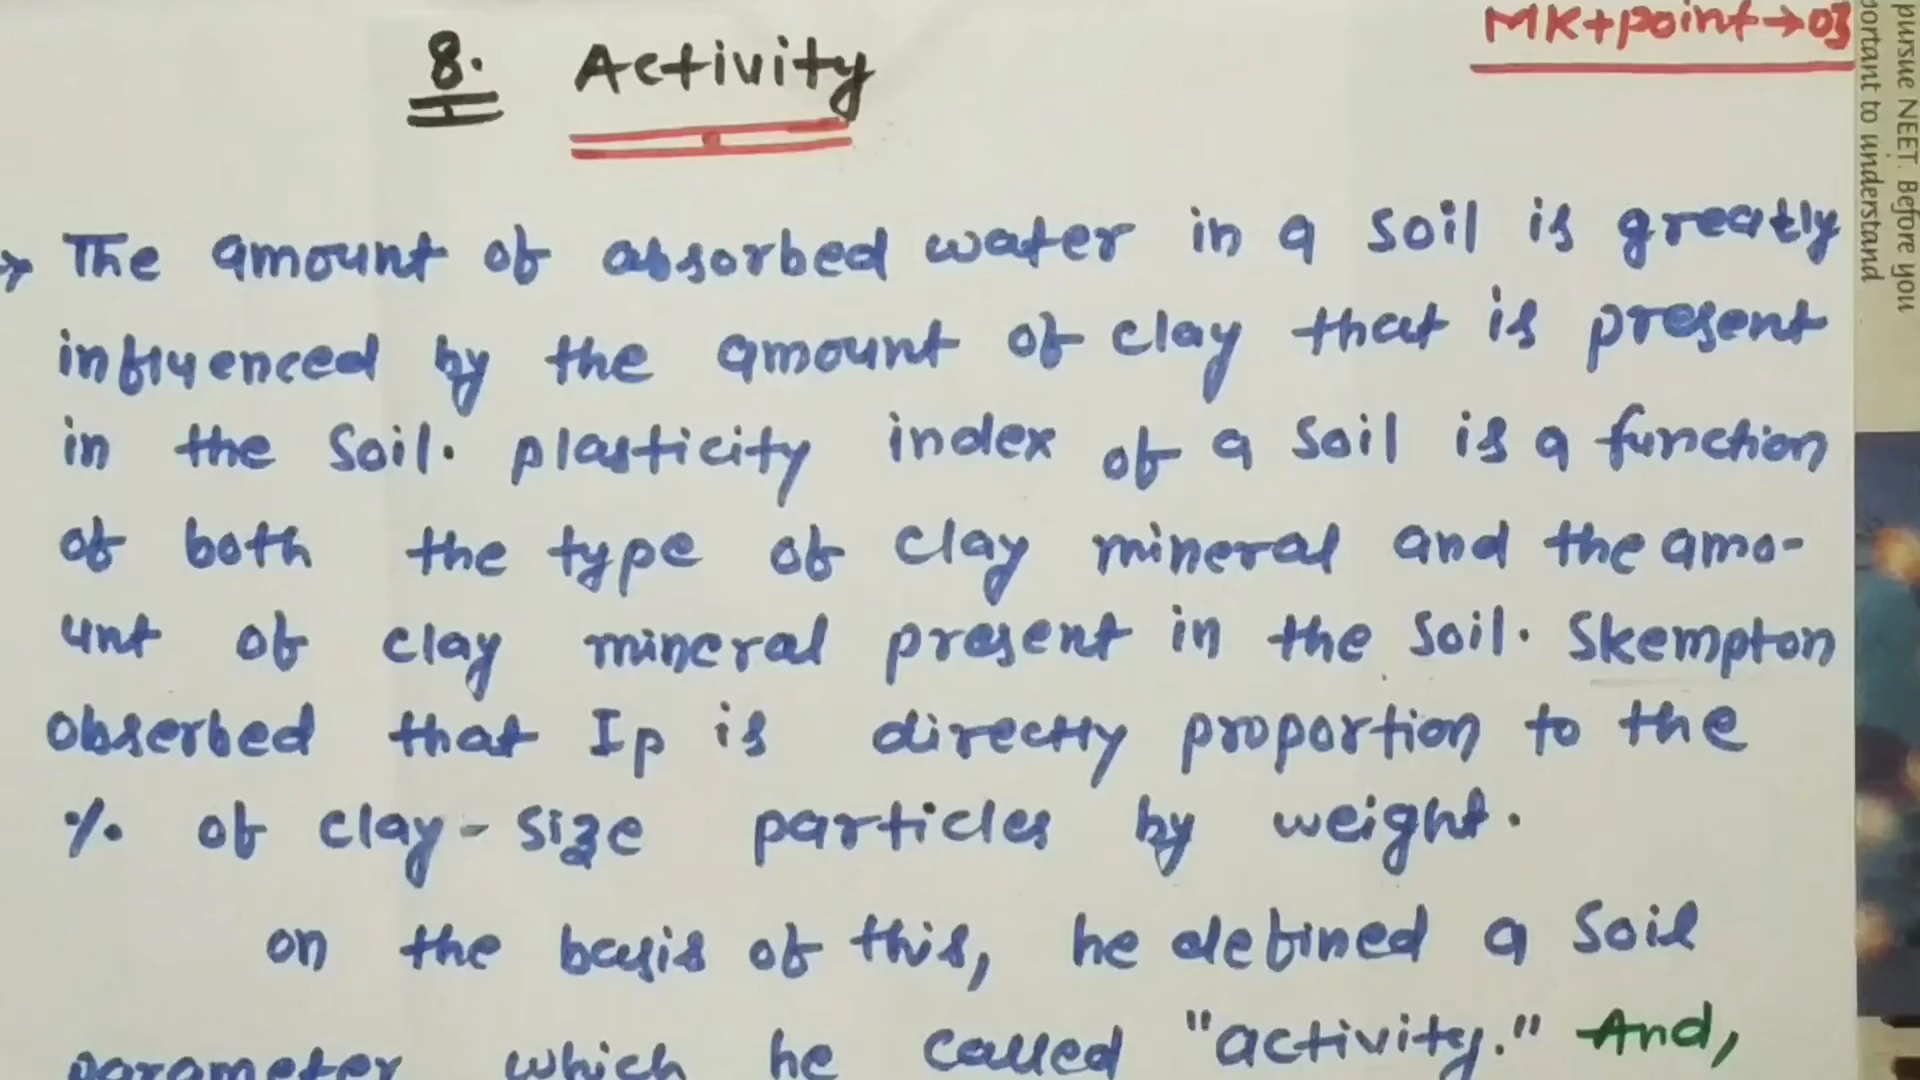 MK+point→03
8. Activity
The amount of absorbed water in a soil is greatly
influenced by the amount of clay that is present
in the soil. plasticity index of a soil is a function
of both the type of clay mineral and the amo-
unt of clay mineral present in the soil. Skempton
obserbed that Ip is directly proportion to the
% of clay-size particles by weight.
on the basis of this, he defined a soil
parameter which he called "activity." And,
pursue NEET. Before you
portant to understand